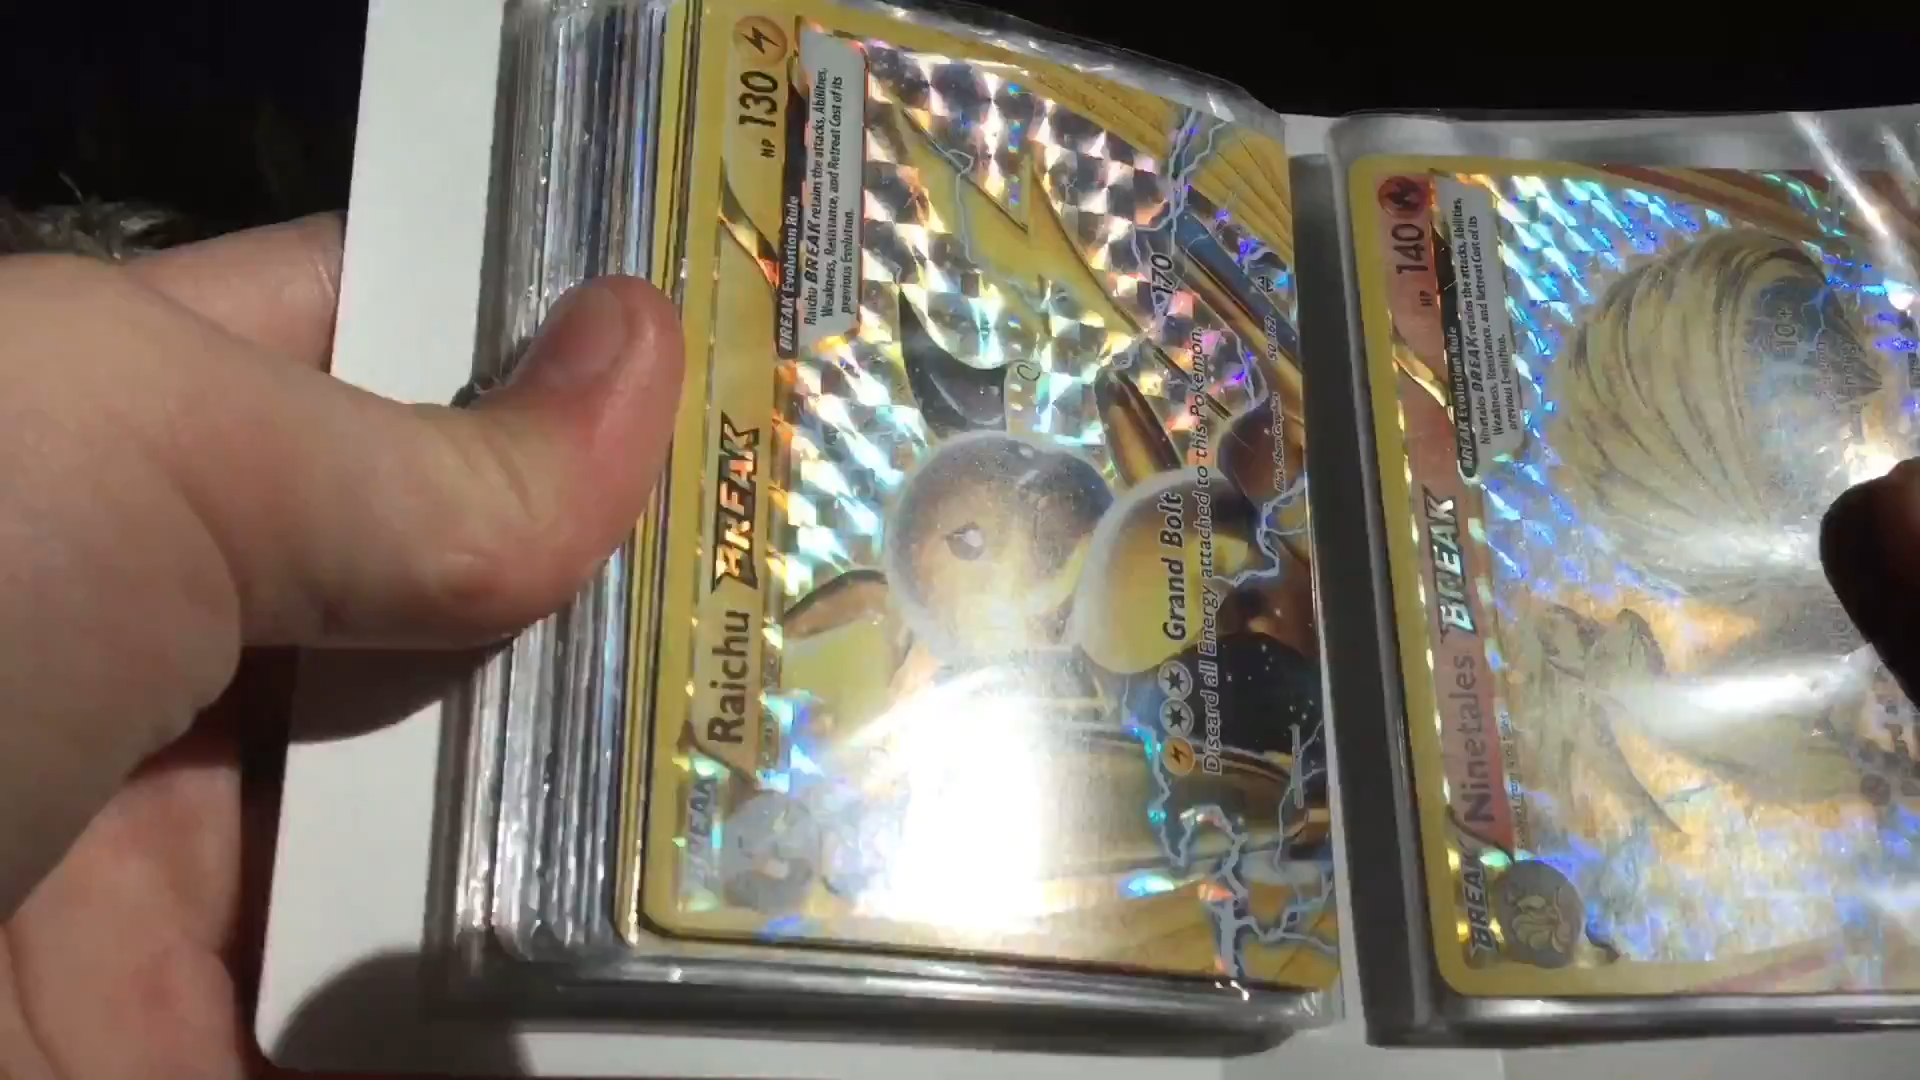 BREAK
Raichu BREAK
HP 130
BREAK Evolution Rule
Raichu BREAK retains the attacks, Abilities,
Weakness, Resistance, and Retreat Cost of its
previous Evolution.
Grand Bolt 170
Discard all Energy attached to this Pokémon.
BREAK
Ninetales BREAK
HP 140
BREAK Evolution Rule
Ninetales BREAK retains the attacks, Abilities,
Weakness, Resistance, and Retreat Cost of its
previous Evolution.